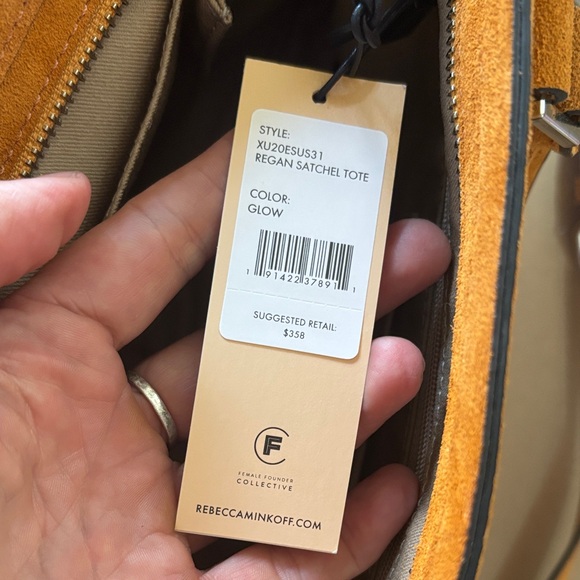 STYLE:
XU20ESUS31
REGAN SATCHEL TOTE
COLOR:
GLOW
1 91422 37891 1
SUGGESTED RETAIL:
$358
F
FEMALE FOUNDER
COLLECTIVE
REBECCAMINKOFF.COM